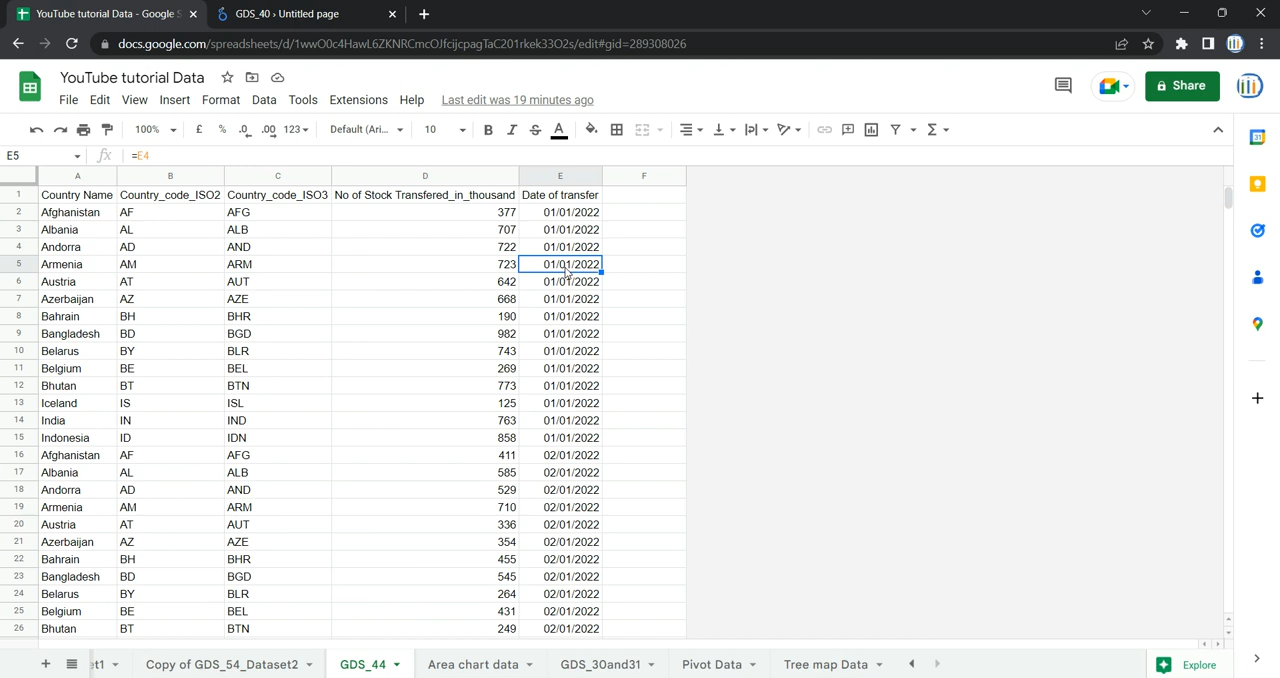 YouTube tutorial Data - Google S
GDS_40 › Untitled page
docs.google.com/spreadsheets/d/1wwO0c4HawL6ZKNRCmcOJfcijcpagTaC201rkek33O2s/edit#gid=289308026
YouTube tutorial Data
File Edit View Insert Format Data Tools Extensions Help Last edit was 19 minutes ago
Share
100% £ % .0 .00 123 Default (Ari... 10 B I S A
E5 fx =E4
A B C D E F
1 Country Name Country_code_ISO2 Country_code_ISO3 No of Stock Transfered_in_thousand Date of transfer
2 Afghanistan AF AFG 377 01/01/2022
3 Albania AL ALB 707 01/01/2022
4 Andorra AD AND 722 01/01/2022
5 Armenia AM ARM 723 01/01/2022
6 Austria AT AUT 642 01/01/2022
7 Azerbaijan AZ AZE 668 01/01/2022
8 Bahrain BH BHR 190 01/01/2022
9 Bangladesh BD BGD 982 01/01/2022
10 Belarus BY BLR 743 01/01/2022
11 Belgium BE BEL 269 01/01/2022
12 Bhutan BT BTN 773 01/01/2022
13 Iceland IS ISL 125 01/01/2022
14 India IN IND 763 01/01/2022
15 Indonesia ID IDN 858 01/01/2022
16 Afghanistan AF AFG 411 02/01/2022
17 Albania AL ALB 585 02/01/2022
18 Andorra AD AND 529 02/01/2022
19 Armenia AM ARM 710 02/01/2022
20 Austria AT AUT 336 02/01/2022
21 Azerbaijan AZ AZE 354 02/01/2022
22 Bahrain BH BHR 455 02/01/2022
23 Bangladesh BD BGD 545 02/01/2022
24 Belarus BY BLR 264 02/01/2022
25 Belgium BE BEL 431 02/01/2022
26 Bhutan BT BTN 249 02/01/2022
et1 Copy of GDS_54_Dataset2 GDS_44 Area chart data GDS_30and31 Pivot Data Tree map Data Explore